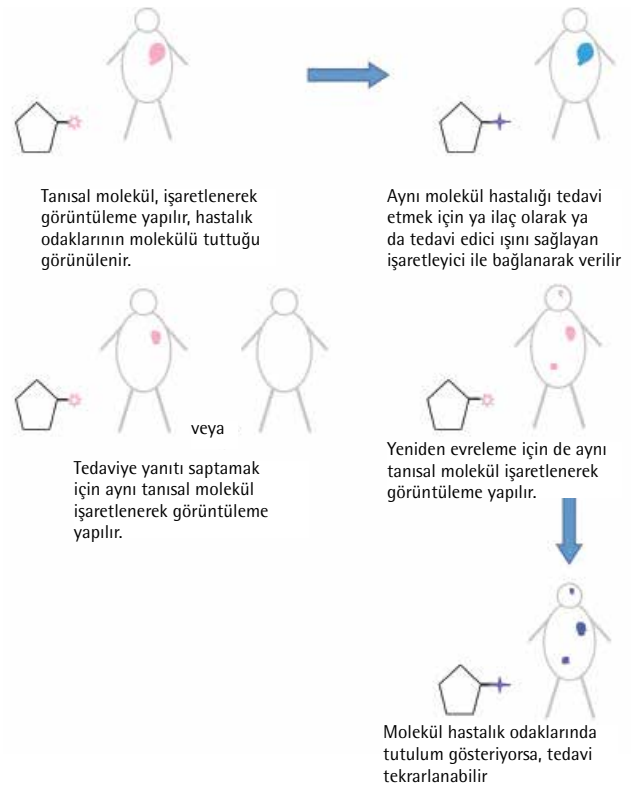 Tanısal molekül, işaretlenerek
görüntüleme yapılır, hastalık
odaklarının molekülü tuttuğu
görünülenir.
Aynı molekül hastalığı tedavi
etmek için ya ilaç olarak ya
da tedavi edici ışını sağlayan
işaretleyici ile bağlanarak verilir
veya
Tedaviye yanıtı saptamak
için aynı tanısal molekül
işaretlenerek görüntüleme
yapılır.
Yeniden evreleme için de aynı
tanısal molekül işaretlenerek
görüntüleme yapılır.
Molekül hastalık odaklarında
tutulum gösteriyorsa, tedavi
tekrarlanabilir